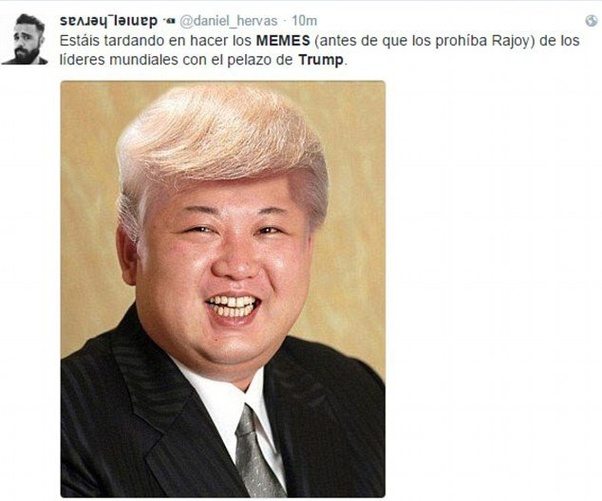 sɐʌɹǝɥ‾lǝıuɐp @daniel_hervas · 10m
Estáis tardando en hacer los MEMES (antes de que los prohíba Rajoy) de los
líderes mundiales con el pelazo de Trump.